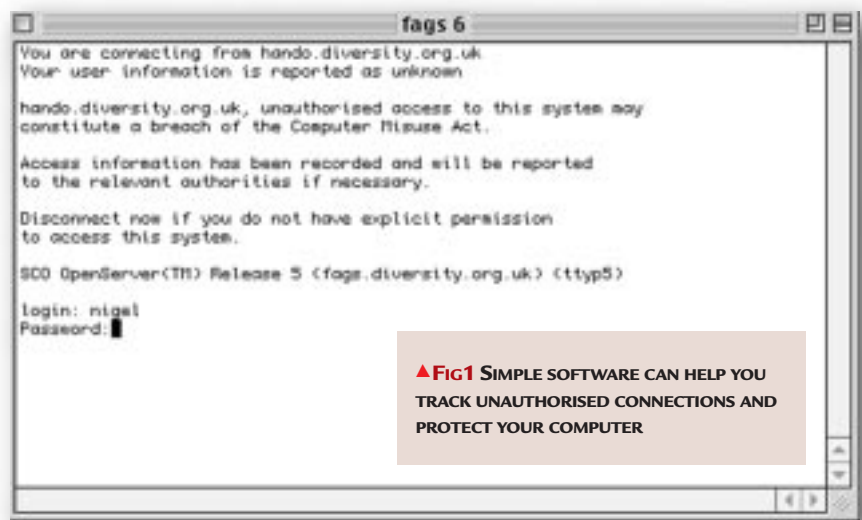 fags 6
You are connecting from hando.diversity.org.uk
Your user information is reported as unknown
hando.diversity.org.uk, unauthorised access to this system may
constitute a breach of the Computer Misuse Act.
Access information has been recorded and will be reported
to the relevant authorities if necessary.
Disconnect now if you do not have explicit permission
to access this system.
SCO OpenServer(TM) Release 5 (fags.diversity.org.uk) (ttyp5)
login: nigel
Password:
▲FIG1 SIMPLE SOFTWARE CAN HELP YOU
TRACK UNAUTHORISED CONNECTIONS AND
PROTECT YOUR COMPUTER